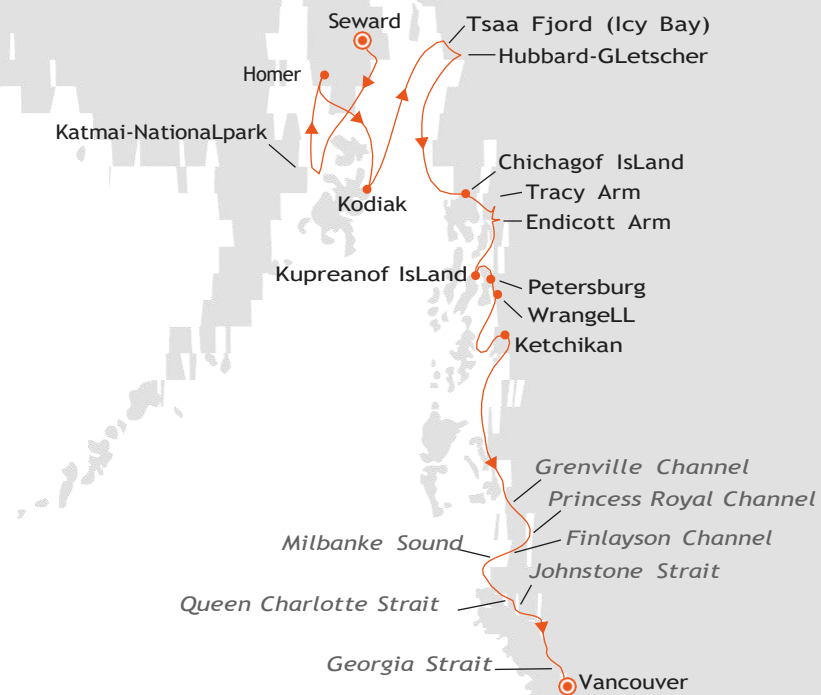 Seward
Tsaa Fjord (Icy Bay)
Hubbard-GLetscher
Homer
Katmai-NationaLpark
Kodiak
Chichagof IsLand
Tracy Arm
Endicott Arm
Kupreanof IsLand
Petersburg
WrangeLL
Ketchikan
Grenville Channel
Princess Royal Channel
Finlayson Channel
Milbanke Sound
Johnstone Strait
Queen Charlotte Strait
Georgia Strait
Vancouver